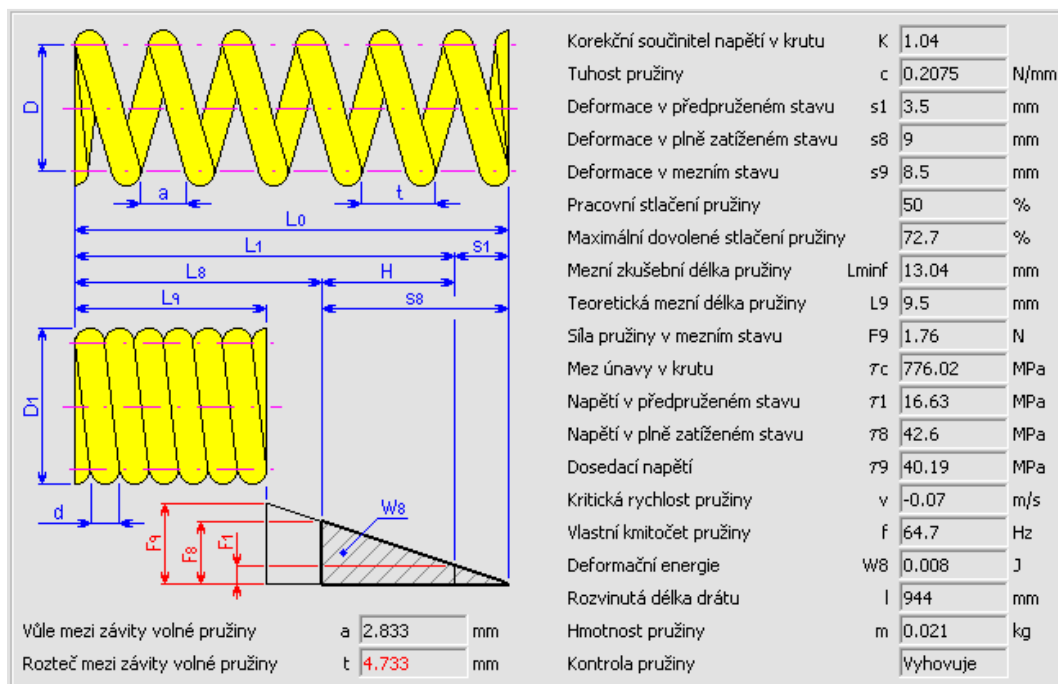 D
a
t
L0
L1
s1
L8
H
L9
s8
D1
d
W8
F9
F8
F1
Vůle mezi závity volné pružiny a 2.833 mm
Rozteč mezi závity volné pružiny t 4.733 mm
Korekční součinitel napětí v krutu K 1.04
Tuhost pružiny c 0.2075 N/mm
Deformace v předpruženém stavu s1 3.5 mm
Deformace v plně zatíženém stavu s8 9 mm
Deformace v mezním stavu s9 8.5 mm
Pracovní stlačení pružiny 50 %
Maximální dovolené stlačení pružiny 72.7 %
Mezní zkušební délka pružiny Lminf 13.04 mm
Teoretická mezní délka pružiny L9 9.5 mm
Síla pružiny v mezním stavu F9 1.76 N
Mez únavy v krutu τc 776.02 MPa
Napětí v předpruženém stavu τ1 16.63 MPa
Napětí v plně zatíženém stavu τ8 42.6 MPa
Dosedací napětí τ9 40.19 MPa
Kritická rychlost pružiny v -0.07 m/s
Vlastní kmitočet pružiny f 64.7 Hz
Deformační energie W8 0.008 J
Rozvinutá délka drátu l 944 mm
Hmotnost pružiny m 0.021 kg
Kontrola pružiny Vyhovuje